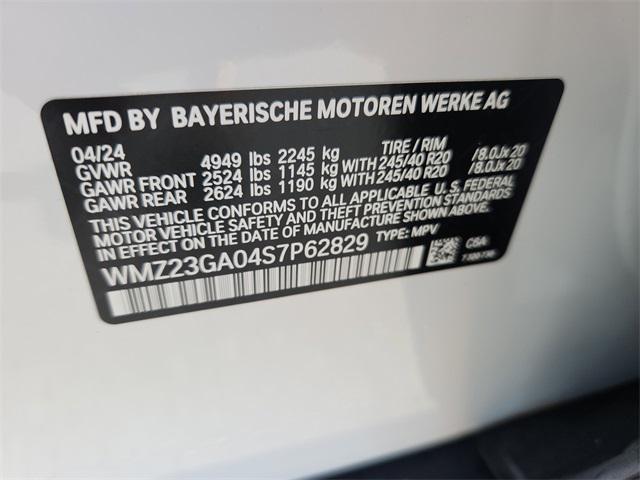 MFD BY BAYERISCHE MOTOREN WERKE AG
04/24 TIRE / RIM
GVWR 4949 lbs 2245 kg
GAWR FRONT 2524 lbs 1145 kg WITH 245/40 R20 /8.0Jx20
GAWR REAR 2624 lbs 1190 kg WITH 245/40 R20 /8.0Jx20
THIS VEHICLE CONFORMS TO ALL APPLICABLE U.S. FEDERAL
MOTOR VEHICLE SAFETY AND THEFT PREVENTION STANDARDS
IN EFFECT ON THE DATE OF MANUFACTURE SHOWN ABOVE.
WMZ23GA04S7P62829 TYPE: MPV